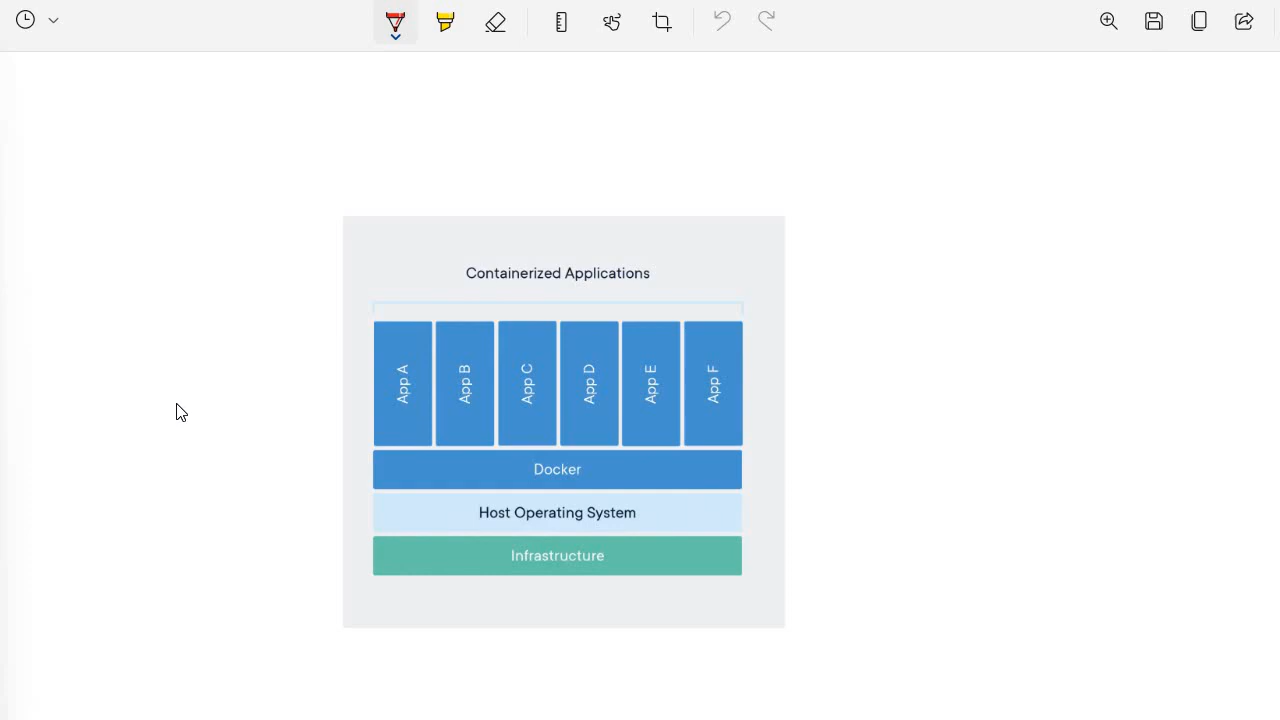 Containerized Applications
App A
App B
App C
App D
App E
App F
Docker
Host Operating System
Infrastructure